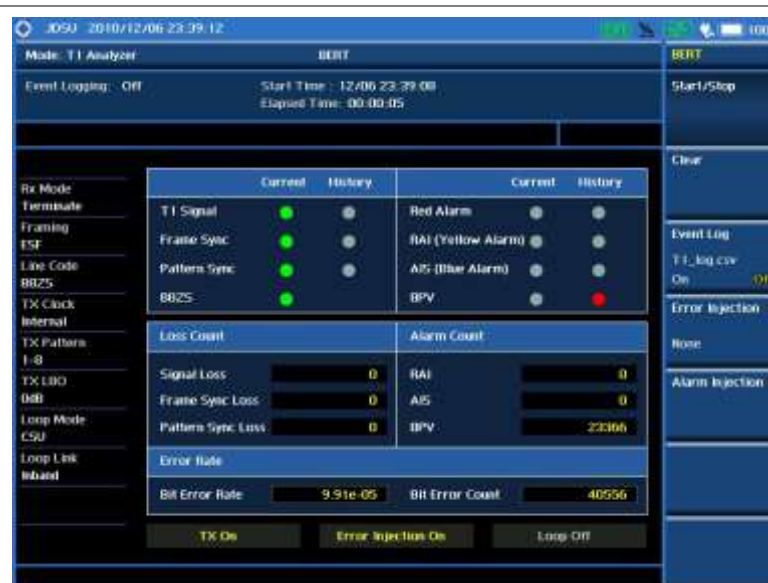 JDSU 2010/12/06 23:39:12
100
Mode: T1 Analyzer BERT
BERT
Event Logging: Off
Start Time : 12/06 23:39:08
Elapsed Time: 00:00:05
Start/Stop
Clear
Current History Current History
Rx Mode
Terminate
T1 Signal Red Alarm
Framing
ESF
Frame Sync RAI (Yellow Alarm)
Event Log
T1_log.csv
On Off
Line Code
B8ZS
Pattern Sync AIS (Blue Alarm)
B8ZS BPV
TX Clock
Internal
Error Injection
None
Loss Count Alarm Count
TX Pattern
1-8
Signal Loss 0 RAI 0
TX LBO
0dB
Alarm Injection
Frame Sync Loss 0 AIS 0
Loop Mode
CSU
Pattern Sync Loss 0 BPV 23366
Loop Link
Inband
Error Rate
Bit Error Rate 9.91e-05 Bit Error Count 40556
TX On Error Injection On Loop Off